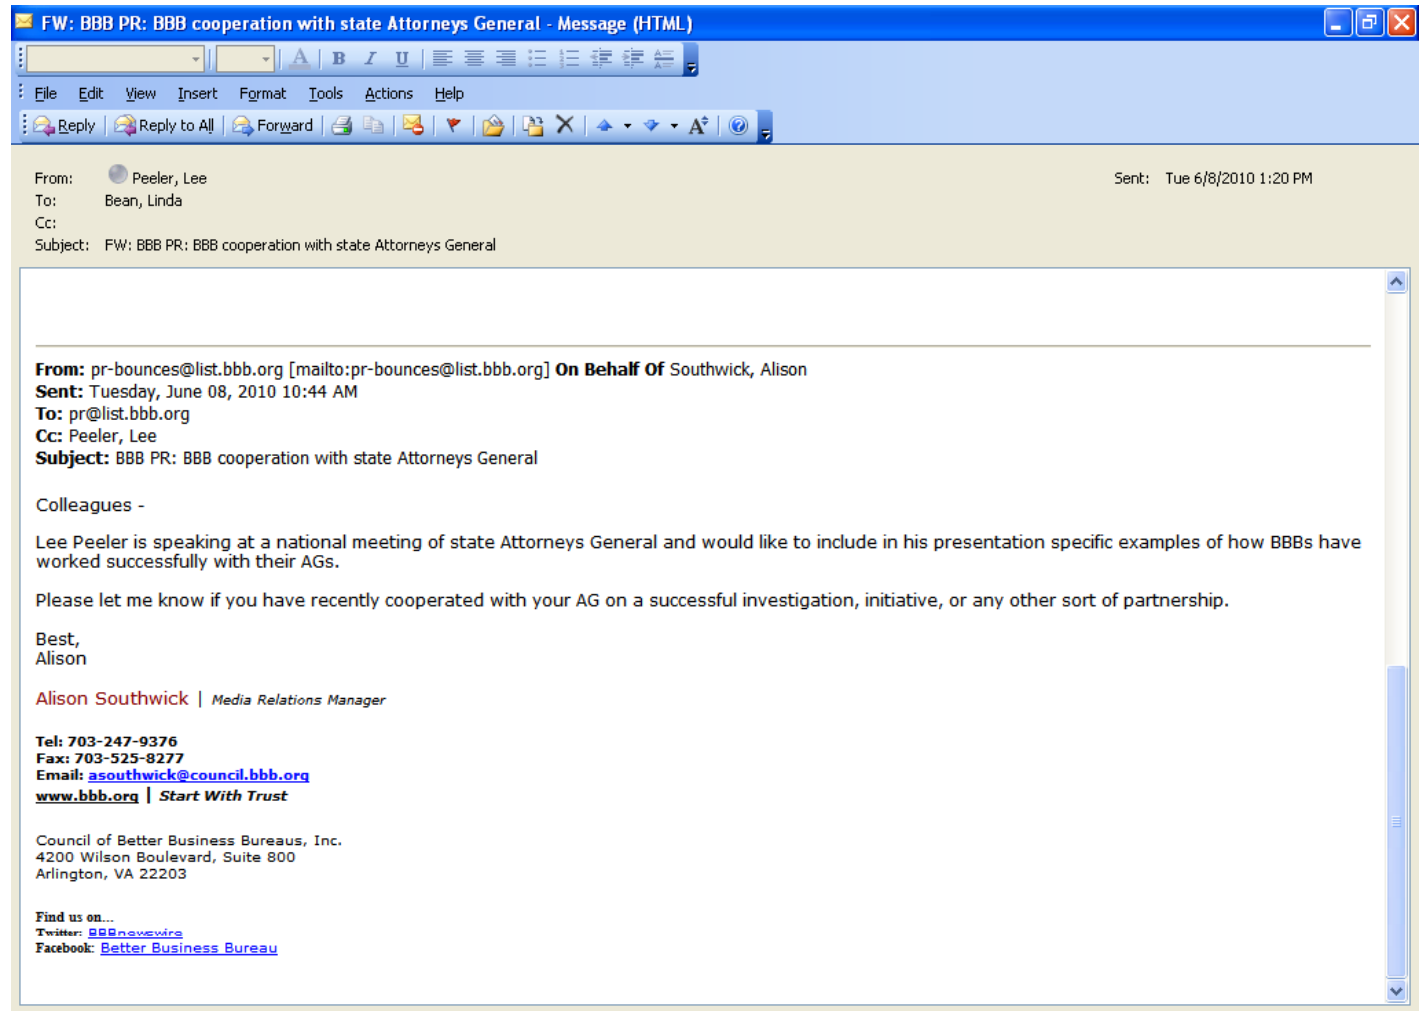 FW: BBB PR: BBB cooperation with state Attorneys General - Message (HTML)
A B I U
File Edit View Insert Format Tools Actions Help
Reply Reply to All Forward
From: Peeler, Lee Sent: Tue 6/8/2010 1:20 PM
To: Bean, Linda
Cc:
Subject: FW: BBB PR: BBB cooperation with state Attorneys General
From: pr-bounces@list.bbb.org [mailto:pr-bounces@list.bbb.org] On Behalf Of Southwick, Alison
Sent: Tuesday, June 08, 2010 10:44 AM
To: pr@list.bbb.org
Cc: Peeler, Lee
Subject: BBB PR: BBB cooperation with state Attorneys General
Colleagues -
Lee Peeler is speaking at a national meeting of state Attorneys General and would like to include in his presentation specific examples of how BBBs have
worked successfully with their AGs.
Please let me know if you have recently cooperated with your AG on a successful investigation, initiative, or any other sort of partnership.
Best,
Alison
Alison Southwick | Media Relations Manager
Tel: 703-247-9376
Fax: 703-525-8277
Email: asouthwick@council.bbb.org
www.bbb.org | Start With Trust
Council of Better Business Bureaus, Inc.
4200 Wilson Boulevard, Suite 800
Arlington, VA 22203
Find us on...
Twitter: BBBnewswire
Facebook: Better Business Bureau